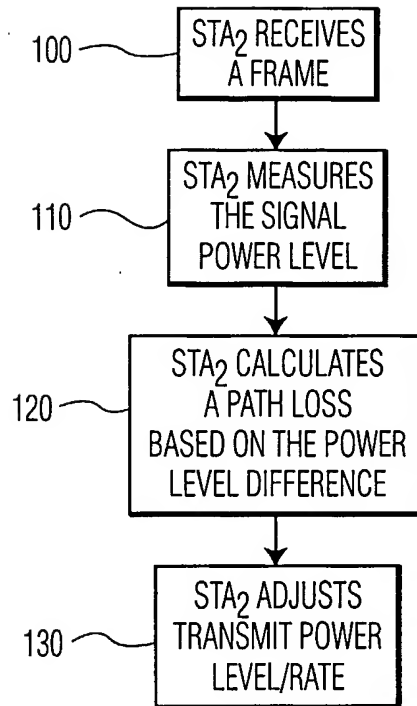 100
STA2 RECEIVES
A FRAME
110
STA2 MEASURES
THE SIGNAL
POWER LEVEL
120
STA2 CALCULATES
A PATH LOSS
BASED ON THE POWER
LEVEL DIFFERENCE
130
STA2 ADJUSTS
TRANSMIT POWER
LEVEL/RATE